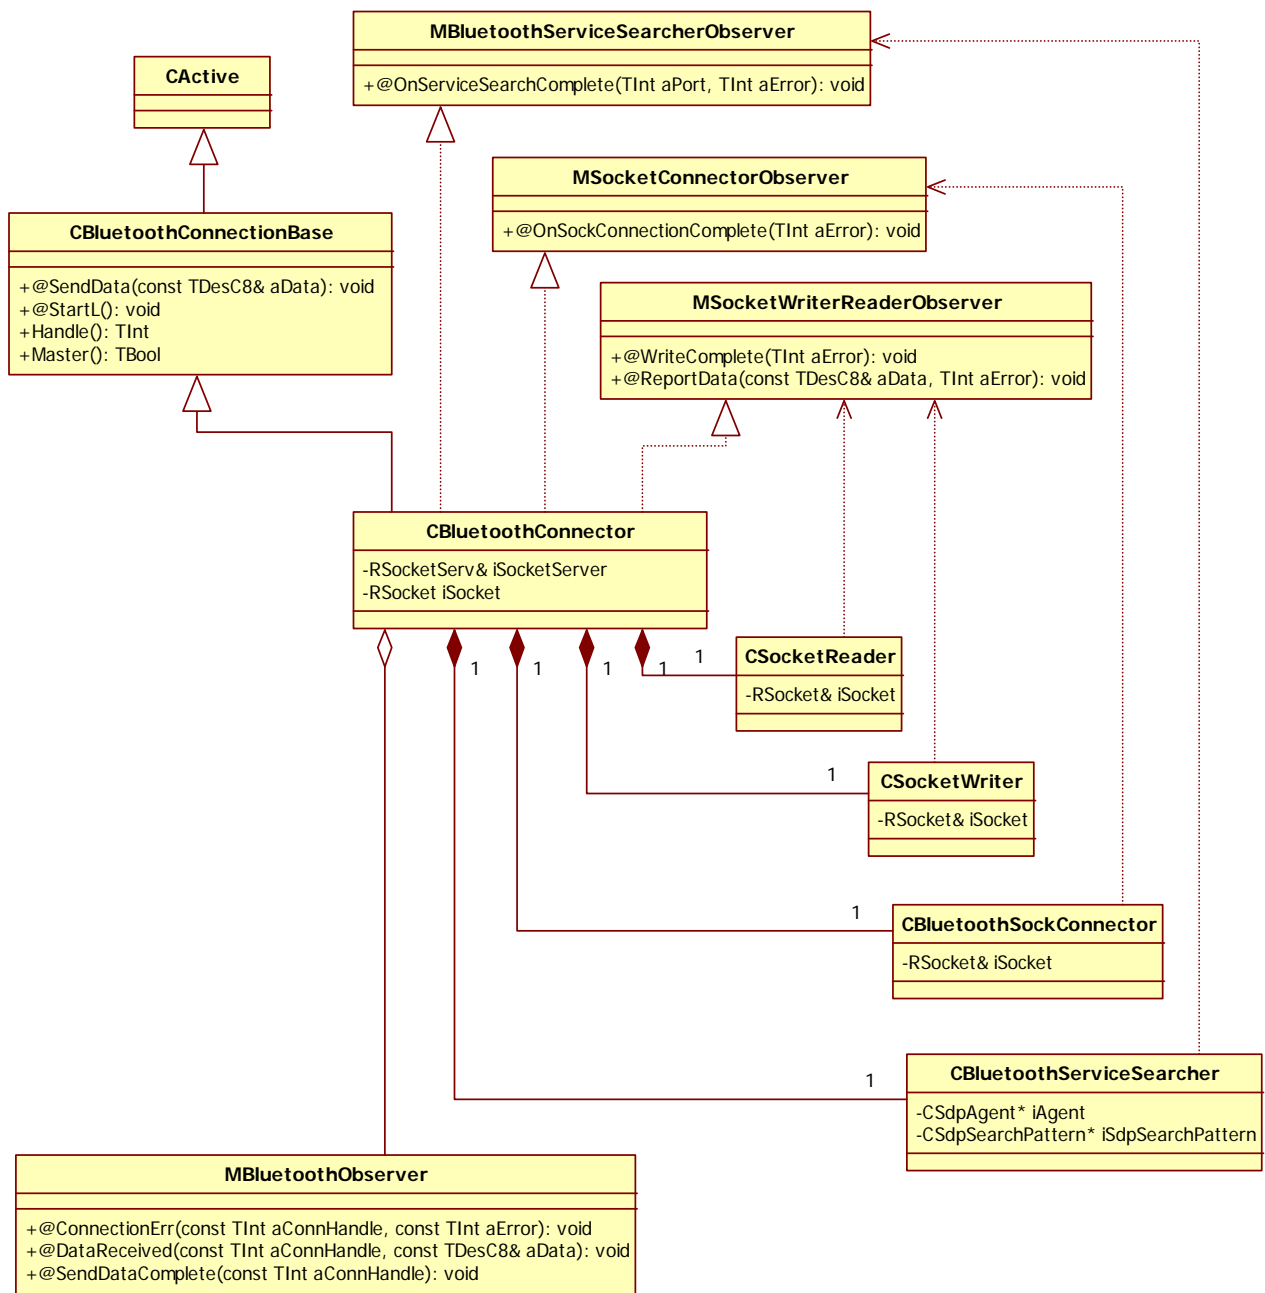 MBluetoothServiceSearcherObserver
+@OnServiceSearchComplete(TInt aPort, TInt aError): void
CActive
MSocketConnectorObserver
+@OnSockConnectionComplete(TInt aError): void
CBluetoothConnectionBase
+@SendData(const TDesC8& aData): void
+@StartL(): void
+Handle(): TInt
+Master(): TBool
MSocketWriterReaderObserver
+@WriteComplete(TInt aError): void
+@ReportData(const TDesC8& aData, TInt aError): void
CBluetoothConnector
-RSocketServ& iSocketServer
-RSocket iSocket
1
1
1
1
1
CSocketReader
-RSocket& iSocket
1
CSocketWriter
-RSocket& iSocket
1
CBluetoothSockConnector
-RSocket& iSocket
1
CBluetoothServiceSearcher
-CSdpAgent* iAgent
-CSdpSearchPattern* iSdpSearchPattern
MBluetoothObserver
+@ConnectionErr(const TInt aConnHandle, const TInt aError): void
+@DataReceived(const TInt aConnHandle, const TDesC8& aData): void
+@SendDataComplete(const TInt aConnHandle): void